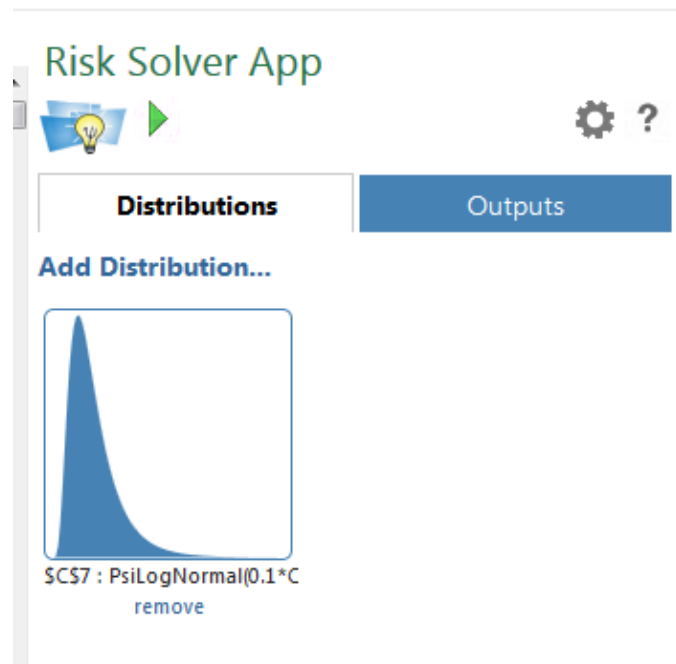 Risk Solver App
?
Distributions Outputs
Add Distribution...
$C$7 : PsiLogNormal(0.1*C
remove